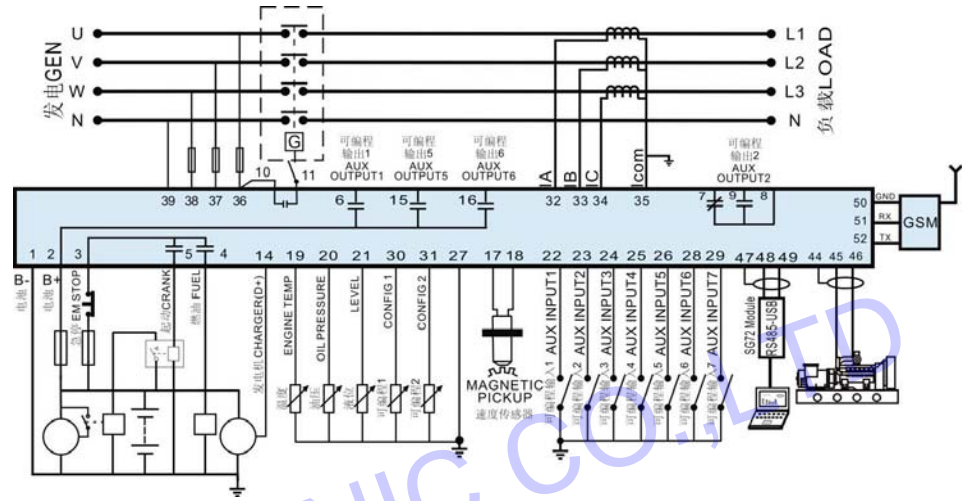 发电GEN
U
V
W
N
L1
L2
L3
N
负载LOAD
G
10
11
可编程
输出1
AUX
OUTPUT1
可编程
输出5
AUX
OUTPUT5
可编程
输出6
AUX
OUTPUT6
IA
IB
IC
Icom
可编程
输出2
AUX
OUTPUT2
39
38
37
36
6
15
16
32
33
34
35
7
9
8
50
GND
51
RX
52
TX
GSM
1
2
3
5
4
14
19
20
21
30
31
27
17
18
22
23
24
25
26
28
29
47
48
49
44
45
46
B-
电池
B+
电池
急停 EM STOP
起动CRANK
燃油 FUEL
发电机 CHARGER(D+)
ENGINE TEMP
温度
OIL PRESSURE
油压
LEVEL
液位
CONFIG 1
可编程1
CONFIG 2
可编程2
MAGNETIC
PICKUP
速度传感器
可编程输入1 AUX INPUT1
可编程输入2 AUX INPUT2
可编程输入3 AUX INPUT3
可编程输入4 AUX INPUT4
可编程输入5 AUX INPUT5
可编程输入6 AUX INPUT6
可编程输入7 AUX INPUT7
SG72 Module
RS485-USB
NIC CO.,LTD